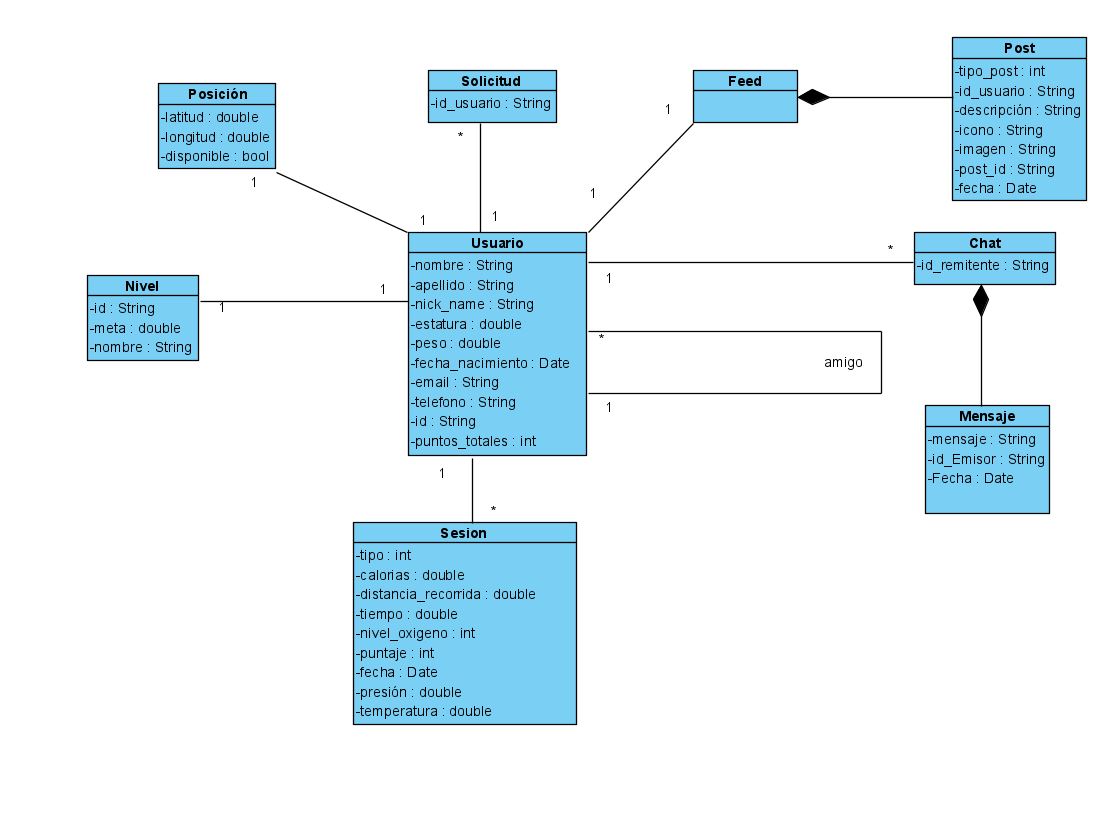 Post
-tipo_post : int
-id_usuario : String
-descripción : String
-icono : String
-imagen : String
-post_id : String
-fecha : Date
Solicitud
-id_usuario : String
*
1
Feed
1
1
Posición
-latitud : double
-longitud : double
-disponible : bool
1
1
Usuario
-nombre : String
-apellido : String
-nick_name : String
-estatura : double
-peso : double
-fecha_nacimiento : Date
-email : String
-telefono : String
-id : String
-puntos_totales : int
Chat
-id_remitente : String
*
1
Nivel
-id : String
-meta : double
-nombre : String
1
1
*
amigo
1
Mensaje
-mensaje : String
-id_Emisor : String
-Fecha : Date
1
*
Sesion
-tipo : int
-calorias : double
-distancia_recorrida : double
-tiempo : double
-nivel_oxigeno : int
-puntaje : int
-fecha : Date
-presión : double
-temperatura : double